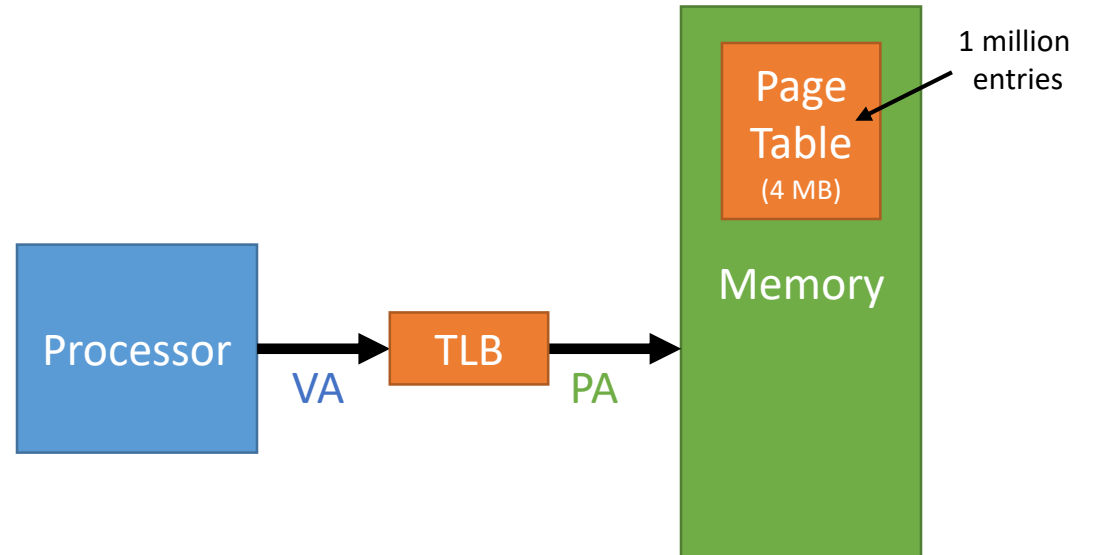 1 million
entries
Page
Table
(4 MB)
Memory
Processor
VA
TLB
PA